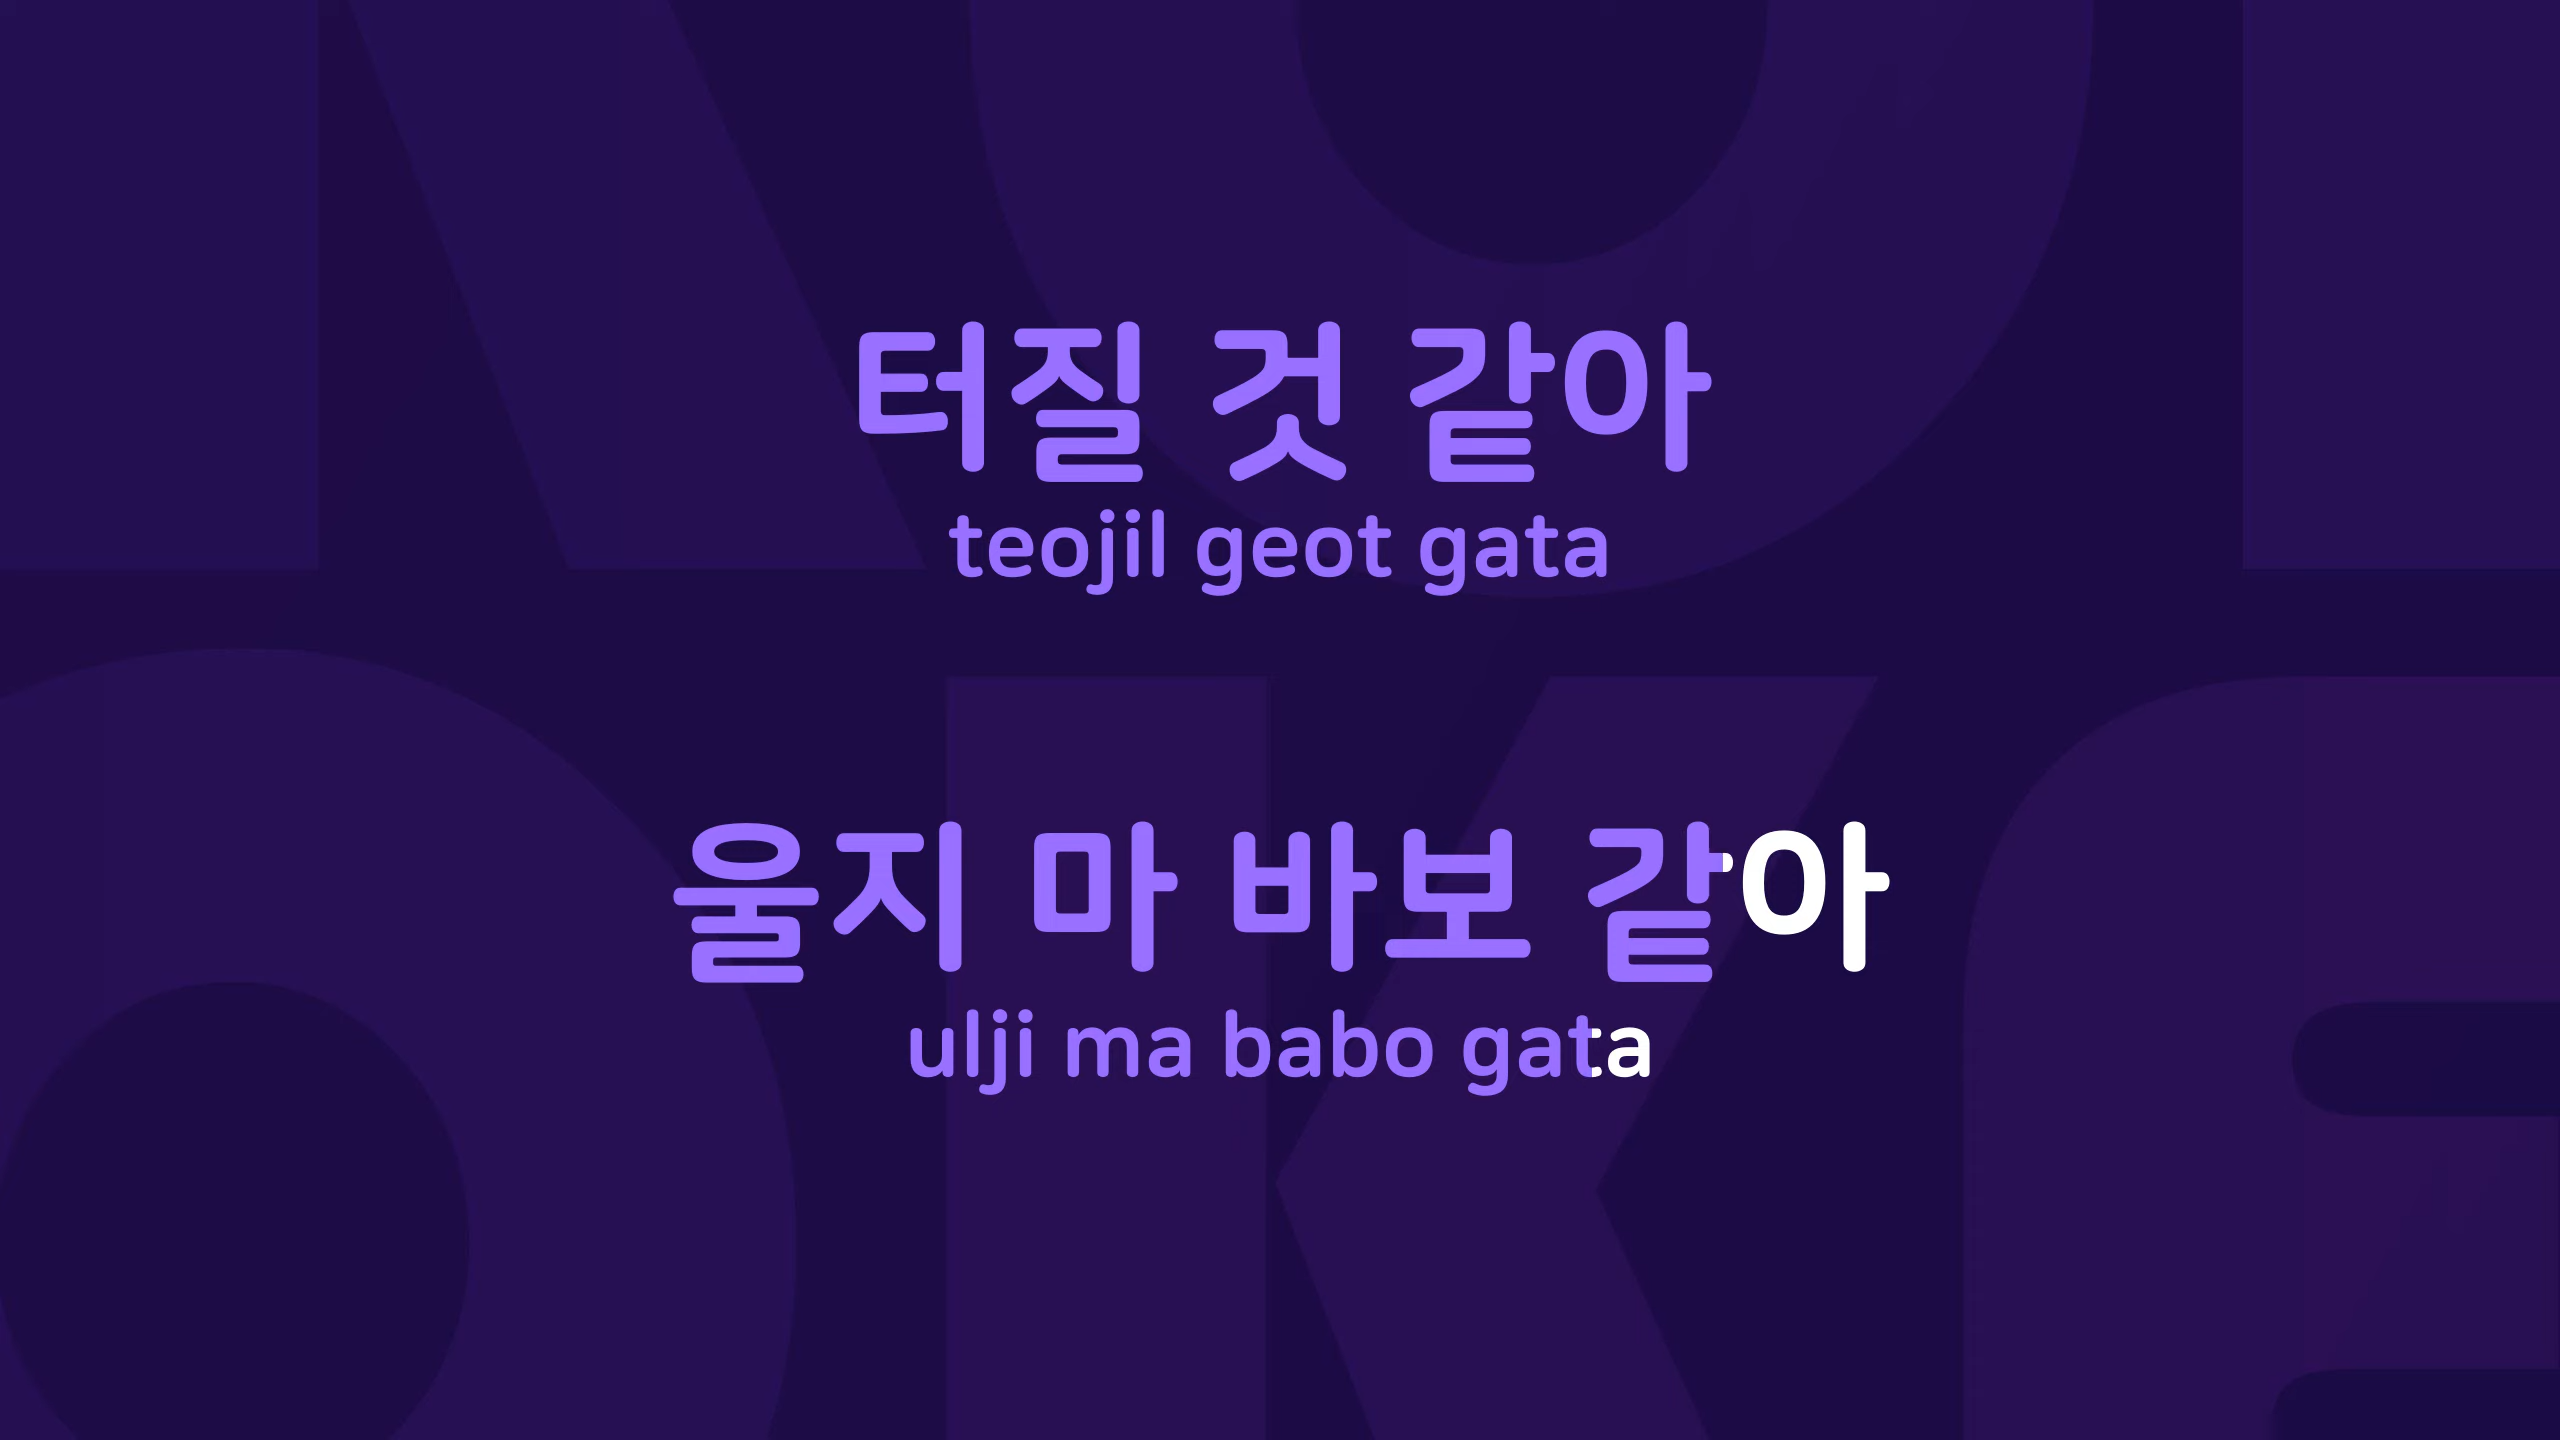 터질 것 같아
teojil geot gata
울지 마 바보 같아
ulji ma babo gata